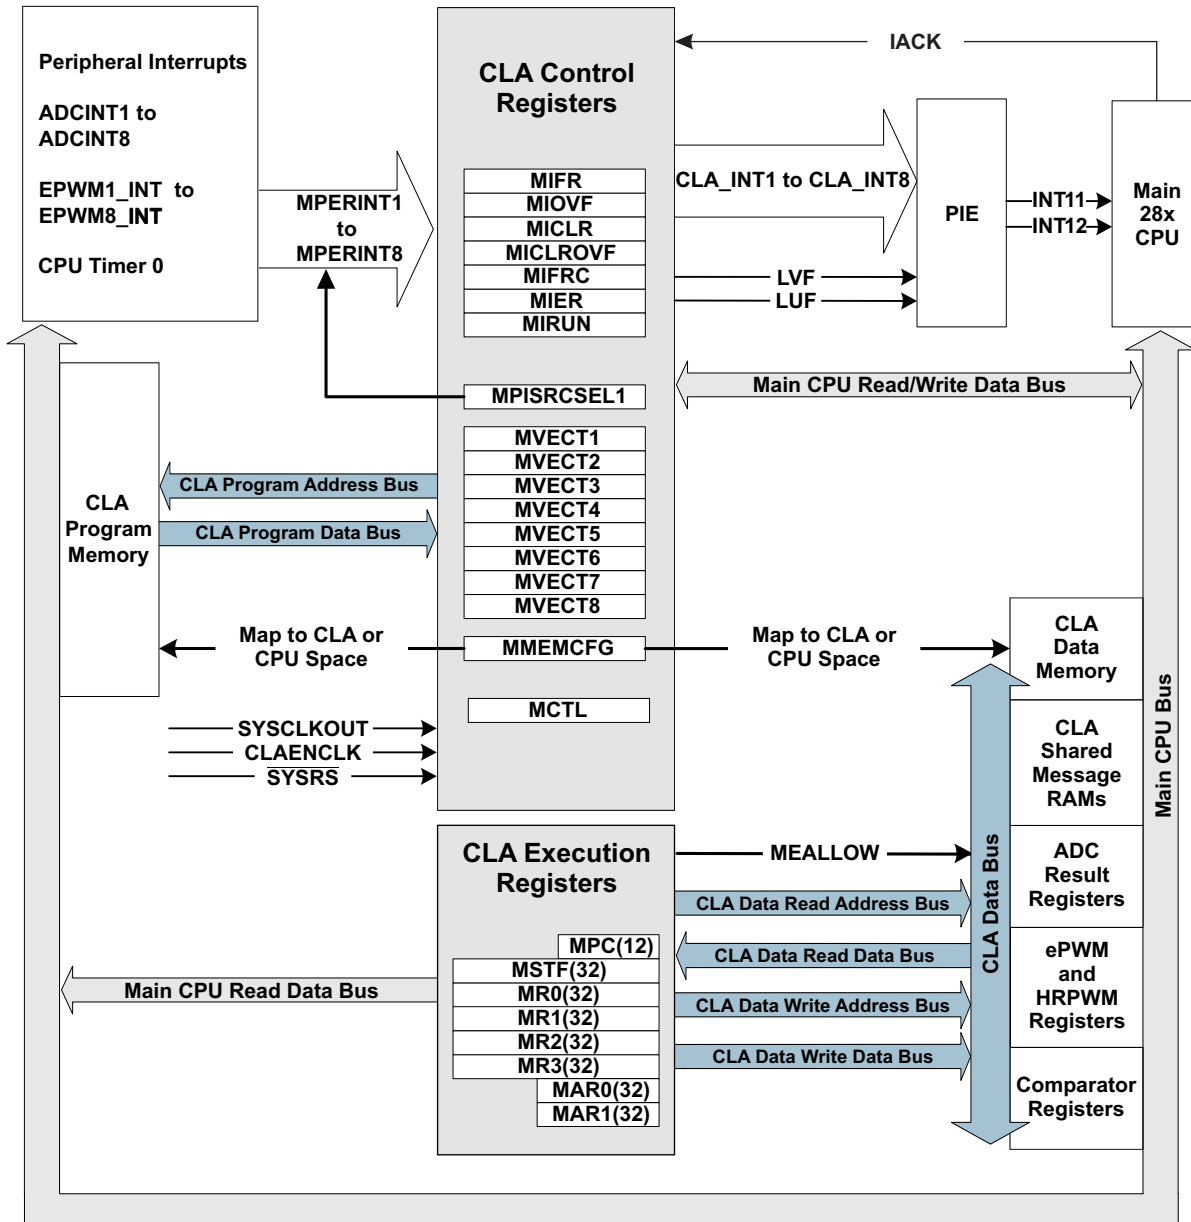 Peripheral Interrupts
ADCINT1 to
ADCINT8
EPWM1_INT to
EPWM8_INT
CPU Timer 0
MPERINT1
to
MPERINT8
CLA Control
Registers
MIFR
MIOVF
MICLR
MICLROVF
MIFRC
MIER
MIRUN
MPISRCSEL1
MVECT1
MVECT2
MVECT3
MVECT4
MVECT5
MVECT6
MVECT7
MVECT8
MMEMCFG
MCTL
IACK
CLA_INT1 to CLA_INT8
LVF
LUF
PIE
INT11
INT12
Main
28x
CPU
Main CPU Read/Write Data Bus
CLA
Program
Memory
CLA Program Address Bus
CLA Program Data Bus
Map to CLA or
CPU Space
Map to CLA or
CPU Space
SYSCLKOUT
CLAENCLK
SYSRS
CLA
Data
Memory
CLA
Shared
Message
RAMs
ADC
Result
Registers
ePWM
and
HRPWM
Registers
Comparator
Registers
Main CPU Bus
CLA Data Bus
CLA Execution
Registers
MPC(12)
MSTF(32)
MR0(32)
MR1(32)
MR2(32)
MR3(32)
MAR0(32)
MAR1(32)
MEALLOW
CLA Data Read Address Bus
CLA Data Read Data Bus
CLA Data Write Address Bus
CLA Data Write Data Bus
Main CPU Read Data Bus